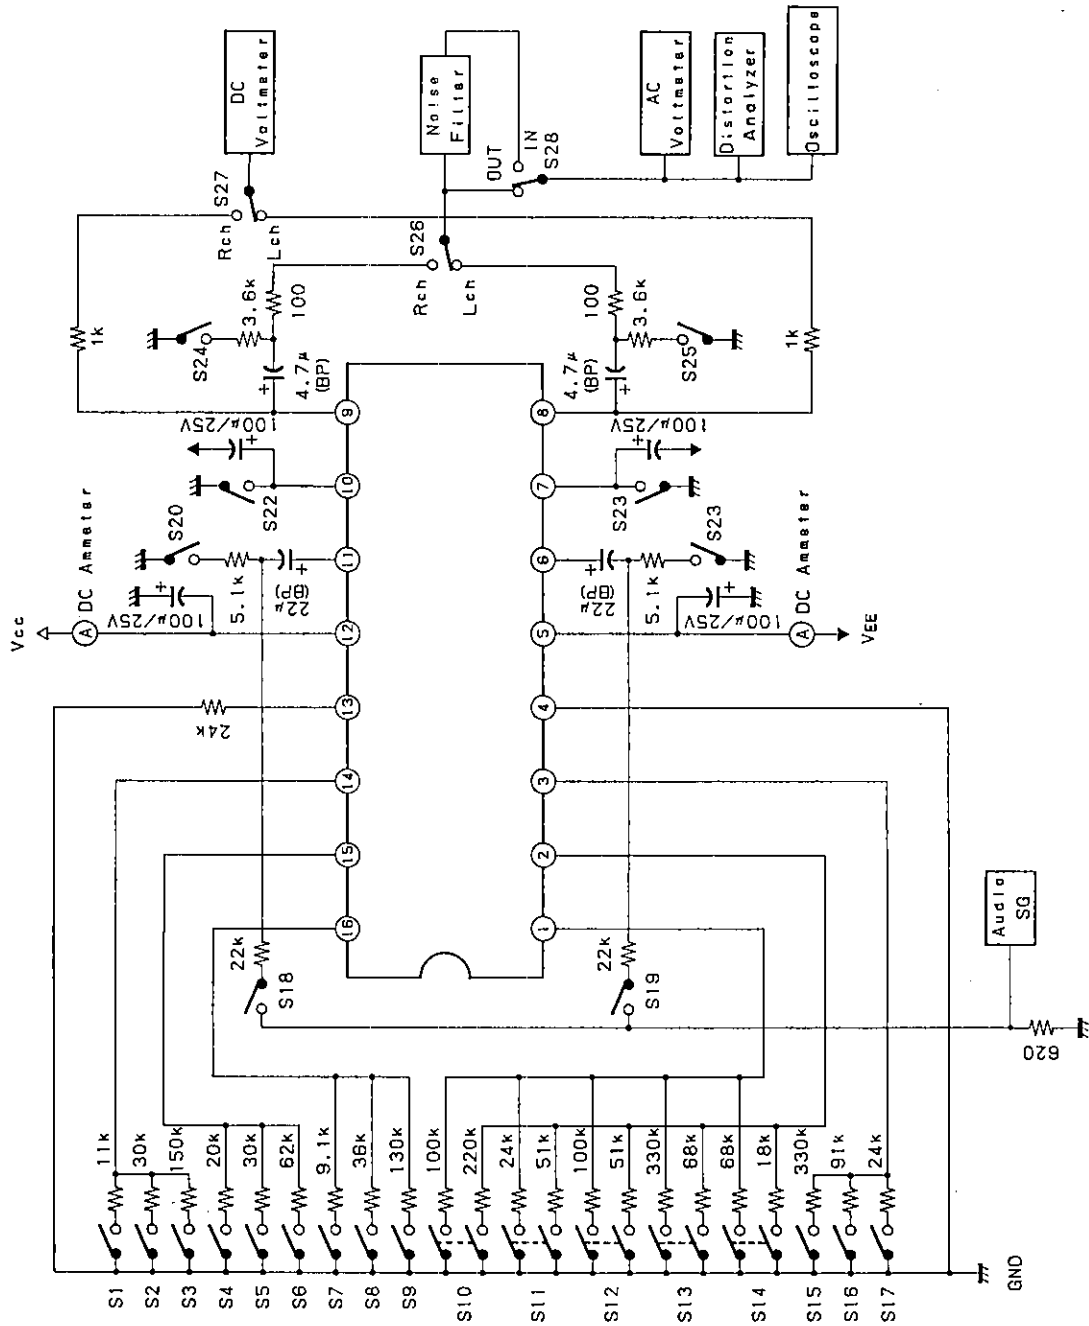 DC
Voltmeter
Noise
Filter
AC
Voltmeter
Distortion
Analyzer
Oscilloscope
OUT
IN
S28
S27
Rch
Lch
S26
Rch
Lch
1k
S24
3.6k
100
4.7μ
(BP)
100
3.6k
S25
4.7μ
(BP)
1k
9
8
100μ/25V
S22
10
7
S23
100μ/25V
S20
5.1k
22μ
(BP)
11
6
22μ
(BP)
5.1k
S23
Vcc
A
DC Ammeter
100μ/25V
12
5
100μ/25V
A
DC Ammeter
VEE
24k
13
4
14
3
15
2
16
1
22k
S18
22k
S19
Audio
SG
620
11k
30k
150k
20k
30k
62k
9.1k
36k
130k
100k
220k
24k
51k
100k
51k
330k
68k
68k
18k
330k
91k
24k
S1
S2
S3
S4
S5
S6
S7
S8
S9
S10
S11
S12
S13
S14
S15
S16
S17
GND